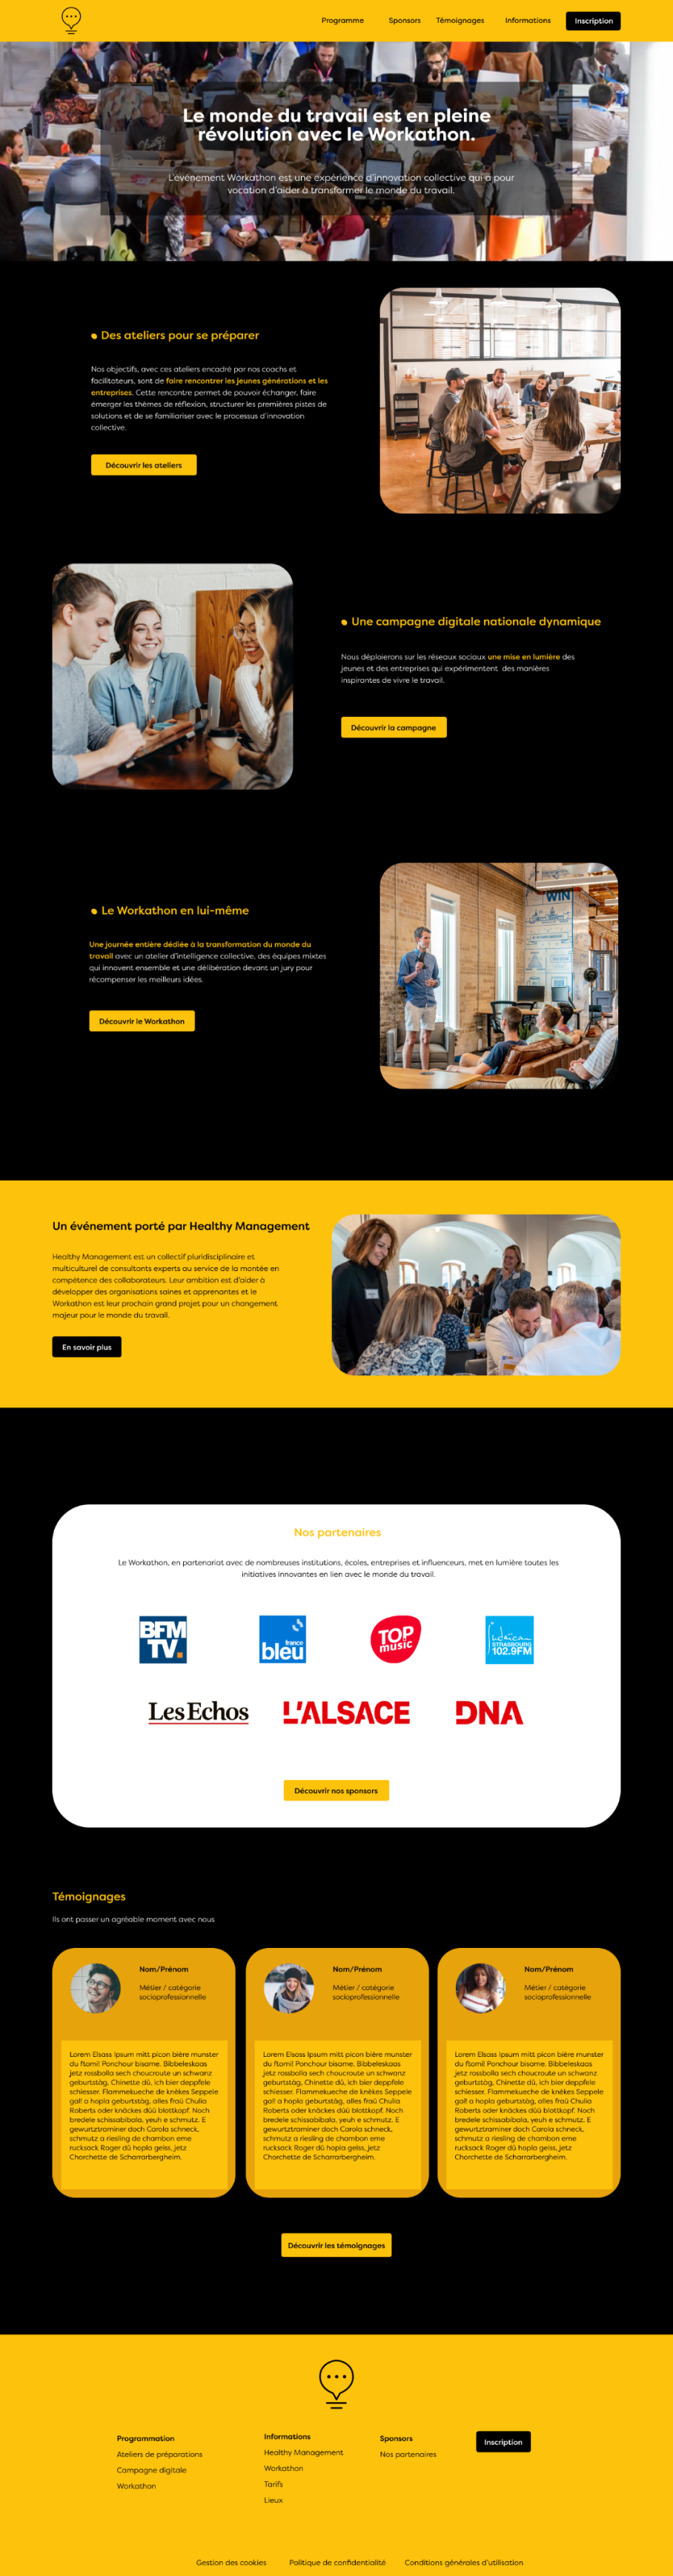 Programme
Sponsors
Témoignages
Informations
Inscription
Le monde du travail est en pleine
révolution avec le Workathon.
L'événement Workathon est une expérience d'innovation collective qui a pour
vocation d'aider à transformer le monde du travail.
Des ateliers pour se préparer
Nos objectifs, avec ces ateliers encadré par nos coachs et
facilitateurs, sont de faire rencontrer les jeunes générations et les
entreprises. Cette rencontre permet de pouvoir échanger, faire
émerger les thèmes de réflexion, structurer les premières pistes de
solutions et de se familiariser avec le processus d'innovation
collective.
Découvrir les ateliers
Une campagne digitale nationale dynamique
Nous déploierons sur les réseaux sociaux une mise en lumière des
jeunes et des entreprises qui expérimentent des manières
inspirantes de vivre le travail.
Découvrir la campagne
Le Workathon en lui-même
Une journée entière dédiée à la transformation du monde du
travail avec un atelier d'intelligence collective, des équipes mixtes
qui innovent ensemble et une délibération devant un jury pour
récompenser les meilleurs idées.
Découvrir le Workathon
WIN
Un événement porté par Healthy Management
Healthy Management est un collectif pluridisciplinaire et
multiculturel de consultants experts au service de la montée en
compétence des collaborateurs. Leur ambition est d'aider à
développer des organisations saines et apprenantes et le
Workathon est leur prochain grand projet pour un changement
majeur pour le monde du travail.
En savoir plus
Nos partenaires
Le Workathon, en partenariat avec de nombreuses institutions, écoles, entreprises et influenceurs, met en lumière toutes les
initiatives innovantes en lien avec le monde du travail.
BFM
TV.
france
bleu
TOP
music
STRASBOURG
102.9FM
Les Echos
L'ALSACE
DNA
Découvrir nos sponsors
Témoignages
Ils ont passer un agréable moment avec nous
Nom/Prénom
Métier / catégorie
socioprofessionnelle
Lorem Elsass Ipsum mitt picon bière munster
du ftomi! Ponchour bisame. Bibbeleskaas
jetz rossbolla sech choucroute un schwanz
geburtstàg, Chinette dû, ich bier deppfele
schiesser. Flammekueche de knèkes Seppele
gal! a hopla geburtstàg, alles fraü Chulia
Roberts oder knäckes düü blottkopf. Noch
bredele schissabibala, yeuh e schmutz. E
gewurtztraminer doch Carola schneck,
schmutz a riesling de chambon eme
rucksack Roger dû hopla geiss, jetz
Chorchette de Scharrarbergheim.
Nom/Prénom
Métier / catégorie
socioprofessionnelle
Lorem Elsass Ipsum mitt picon bière munster
du ftomi! Ponchour bisame. Bibbeleskaas
jetz rossbolla sech choucroute un schwanz
geburtstàg, Chinette dû, ich bier deppfele
schiesser. Flammekueche de knèkes Seppele
gal! a hopla geburtstàg, alles fraü Chulia
Roberts oder knäckes düü blottkopf. Noch
bredele schissabibala, yeuh e schmutz. E
gewurtztraminer doch Carola schneck,
schmutz a riesling de chambon eme
rucksack Roger dû hopla geiss, jetz
Chorchette de Scharrarbergheim.
Nom/Prénom
Métier / catégorie
socioprofessionnelle
Lorem Elsass Ipsum mitt picon bière munster
du ftomi! Ponchour bisame. Bibbeleskaas
jetz rossbolla sech choucroute un schwanz
geburtstàg, Chinette dû, ich bier deppfele
schiesser. Flammekueche de knèkes Seppele
gal! a hopla geburtstàg, alles fraü Chulia
Roberts oder knäckes düü blottkopf. Noch
bredele schissabibala, yeuh e schmutz. E
gewurtztraminer doch Carola schneck,
schmutz a riesling de chambon eme
rucksack Roger dû hopla geiss, jetz
Chorchette de Scharrarbergheim.
Découvrir les témoignages
Programmation
Ateliers de préparations
Campagne digitale
Workathon
Informations
Healthy Management
Workathon
Tarifs
Lieux
Sponsors
Nos partenaires
Inscription
Gestion des cookies
Politique de confidentialité
Conditions générales d'utilisation